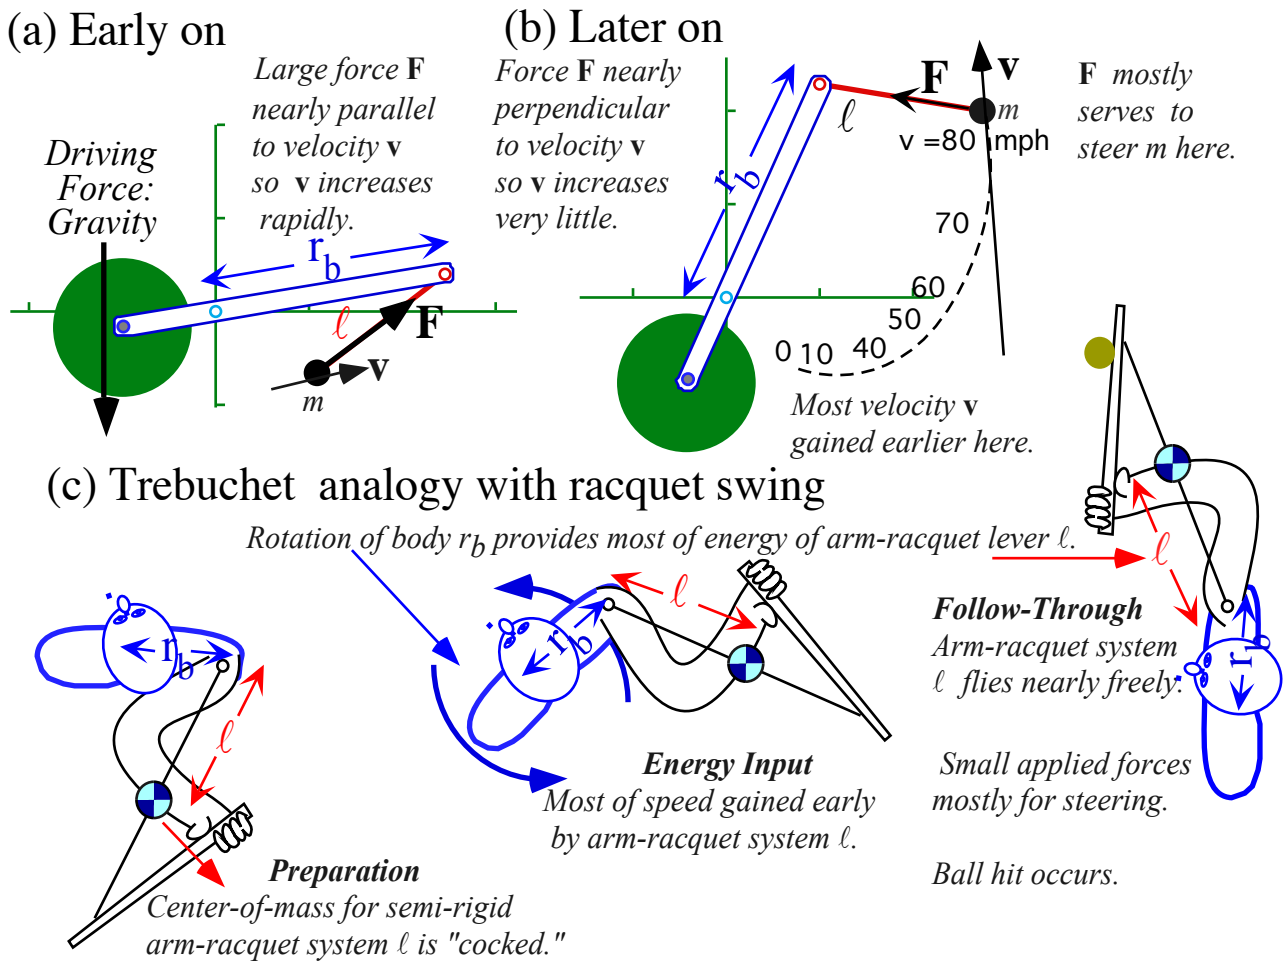 (a) Early on
Large force F
nearly parallel
to velocity v
so v increases
rapidly.
Driving
Force:
Gravity
r_b
ℓ
F
v
m
(b) Later on
Force F nearly
perpendicular
to velocity v
so v increases
very little.
r_b
ℓ
F
v
m
v =80 mph
70
60
50
40
10
0
F mostly
serves to
steer m here.
Most velocity v
gained earlier here.
(c) Trebuchet analogy with racquet swing
Rotation of body r_b provides most of energy of arm-racquet lever ℓ.
r_b
ℓ
Preparation
Center-of-mass for semi-rigid
arm-racquet system ℓ is "cocked."
r_b
ℓ
Energy Input
Most of speed gained early
by arm-racquet system ℓ.
ℓ
r_b
Follow-Through
Arm-racquet system
ℓ flies nearly freely.
Small applied forces
mostly for steering.
Ball hit occurs.